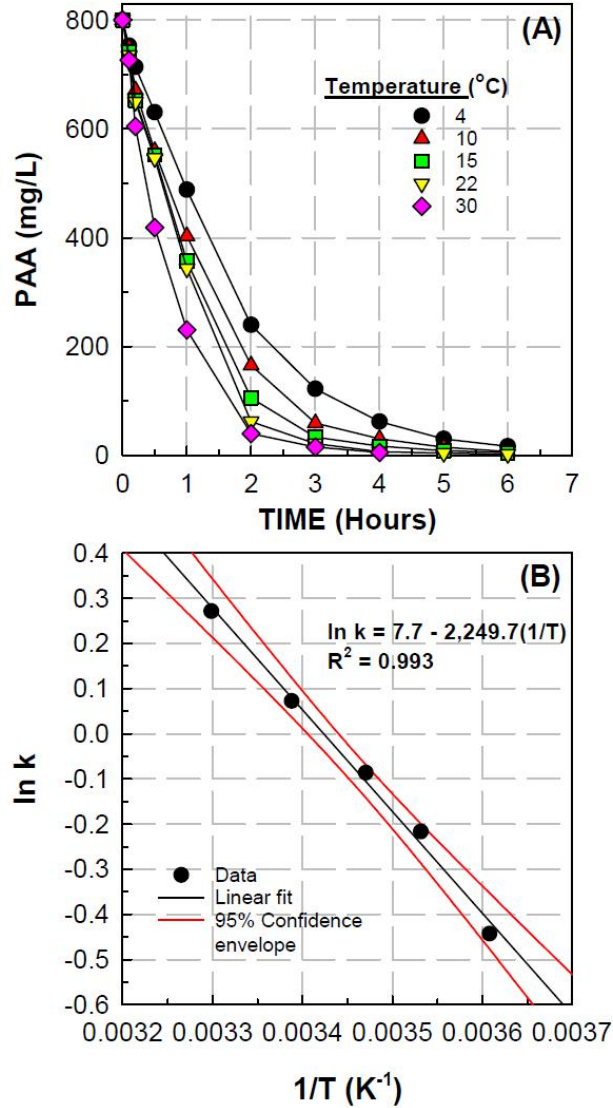 (A)
Temperature (°C)
4
10
15
22
30
800
600
400
200
0
PAA (mg/L)
0 1 2 3 4 5 6 7
TIME (Hours)
(B)
ln k = 7.7 - 2,249.7(1/T)
R² = 0.993
0.4
0.3
0.2
0.1
0.0
-0.1
-0.2
-0.3
-0.4
-0.5
-0.6
ln k
Data
Linear fit
95% Confidence
envelope
0.0032 0.0033 0.0034 0.0035 0.0036 0.0037
1/T (K⁻¹)